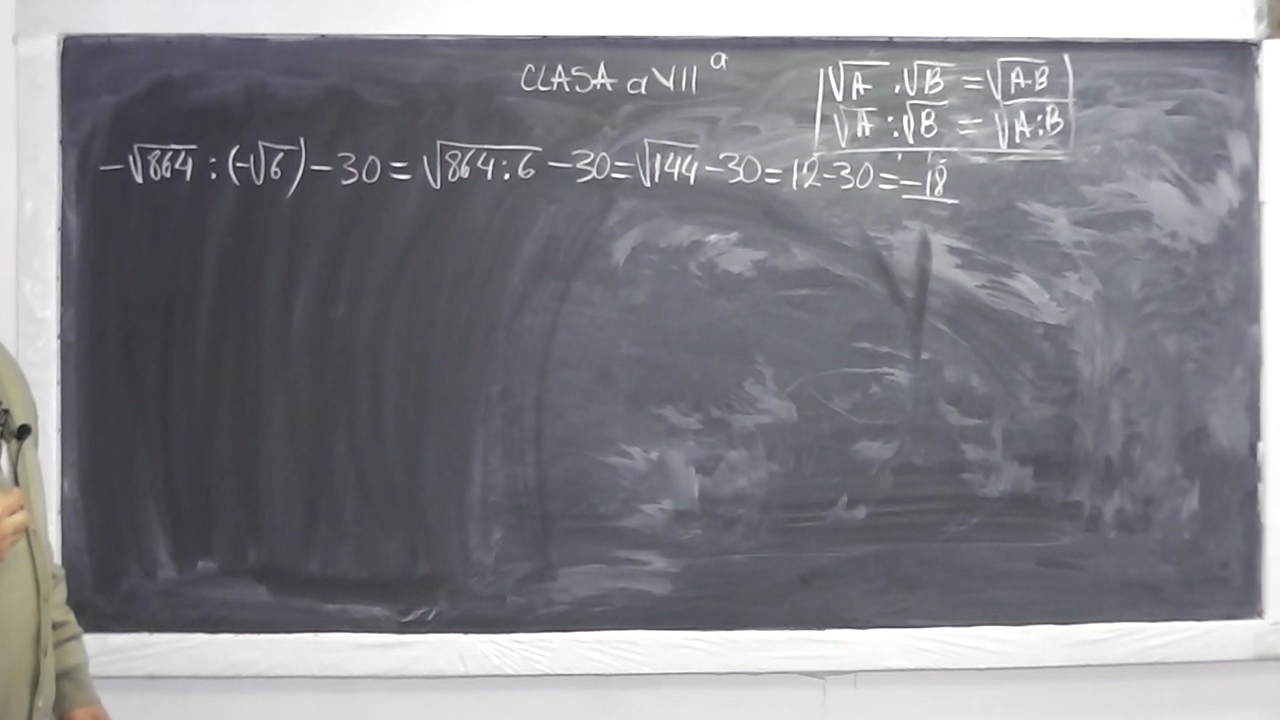 CLASA a VII a
√A · √B = √A·B
√A : √B = √A:B
-√864 : (-√6) - 30 = √864:6 - 30 = √144 - 30 = 12 - 30 = -18